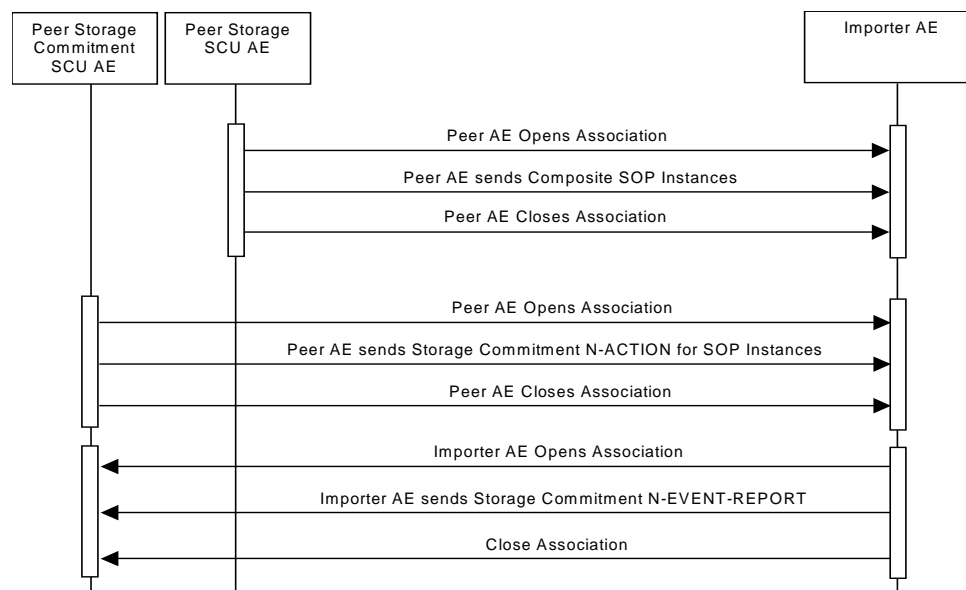 Peer Storage
Commitment
SCU AE
Peer Storage
SCU AE
Importer AE
Peer AE Opens Association
Peer AE sends Composite SOP Instances
Peer AE Closes Association
Peer AE Opens Association
Peer AE sends Storage Commitment N-ACTION for SOP Instances
Peer AE Closes Association
Importer AE Opens Association
Importer AE sends Storage Commitment N-EVENT-REPORT
Close Association